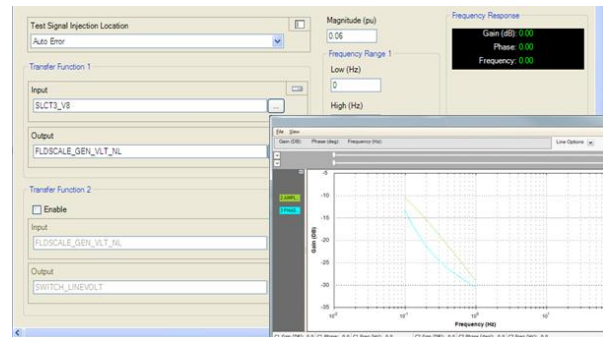 Test Signal Injection Location
Auto Error
Transfer Function 1
Input
SLCT3_V8
...
Output
FLDSCALE_GEN_VLT_NL
Transfer Function 2
Enable
Input
FLDSCALE_GEN_VLT_NL
Output
SWITCH_LINEVOLT
Magnitude (pu)
0.06
Frequency Range 1
Low (Hz)
0
High (Hz)
Frequency Response
Gain (dB): 0.00
Phase: 0.00
Frequency: 0.00
File View
Gain (DB) Phase (deg) Frequency (Hz)
Line Options
Gain (DB)
-5
-10
-15
-20
-25
-30
-35
Frequency (Hz)